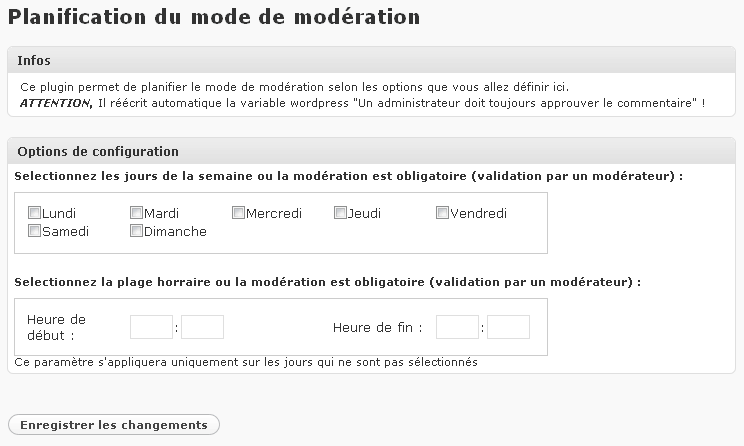 Planification du mode de modération
Infos
Ce plugin permet de planifier le mode de modération selon les options que vous allez définir ici.
ATTENTION, Il réécrit automatique la variable wordpress "Un administrateur doit toujours approuver le commentaire" !
Options de configuration
Selectionnez les jours de la semaine ou la modération est obligatoire (validation par un modérateur) :
Lundi Mardi Mercredi Jeudi Vendredi
Samedi Dimanche
Selectionnez la plage horraire ou la modération est obligatoire (validation par un modérateur) :
Heure de
début : : Heure de fin : :
Ce paramètre s'appliquera uniquement sur les jours qui ne sont pas sélectionnés
Enregistrer les changements